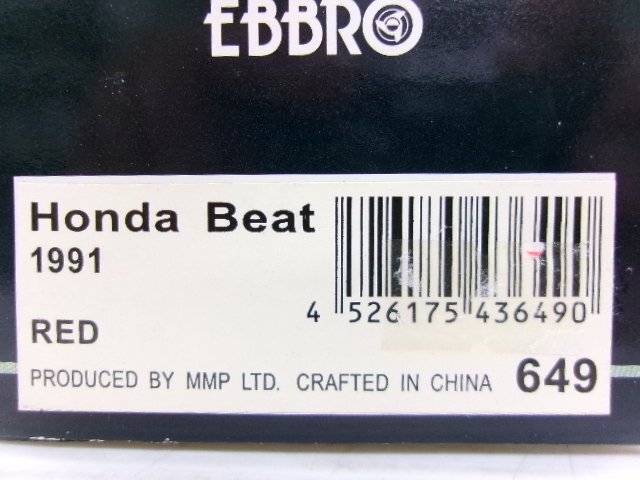 EBBRO
Honda Beat
1991
4 526175 436490
RED
PRODUCED BY MMP LTD. CRAFTED IN CHINA 649